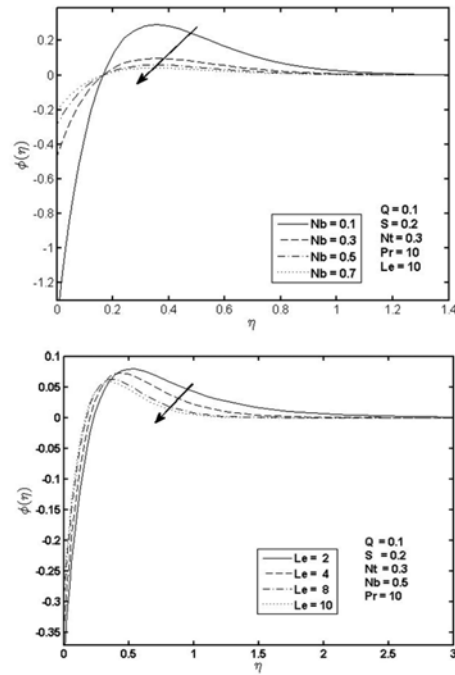 0.2
0
-0.2
-0.4
-0.6
-0.8
-1
-1.2
ϕ(η)
Nb = 0.1
Nb = 0.3
Nb = 0.5
Nb = 0.7
Q = 0.1
S = 0.2
Nt = 0.3
Pr = 10
Le = 10
0 0.2 0.4 0.6 0.8 1 1.2 1.4
η
0.1
0.05
0
-0.05
-0.1
-0.15
-0.2
-0.25
-0.3
-0.35
ϕ(η)
Le = 2
Le = 4
Le = 8
Le = 10
Q = 0.1
S = 0.2
Nt = 0.3
Nb = 0.5
Pr = 10
0 0.5 1 1.5 2 2.5 3
η